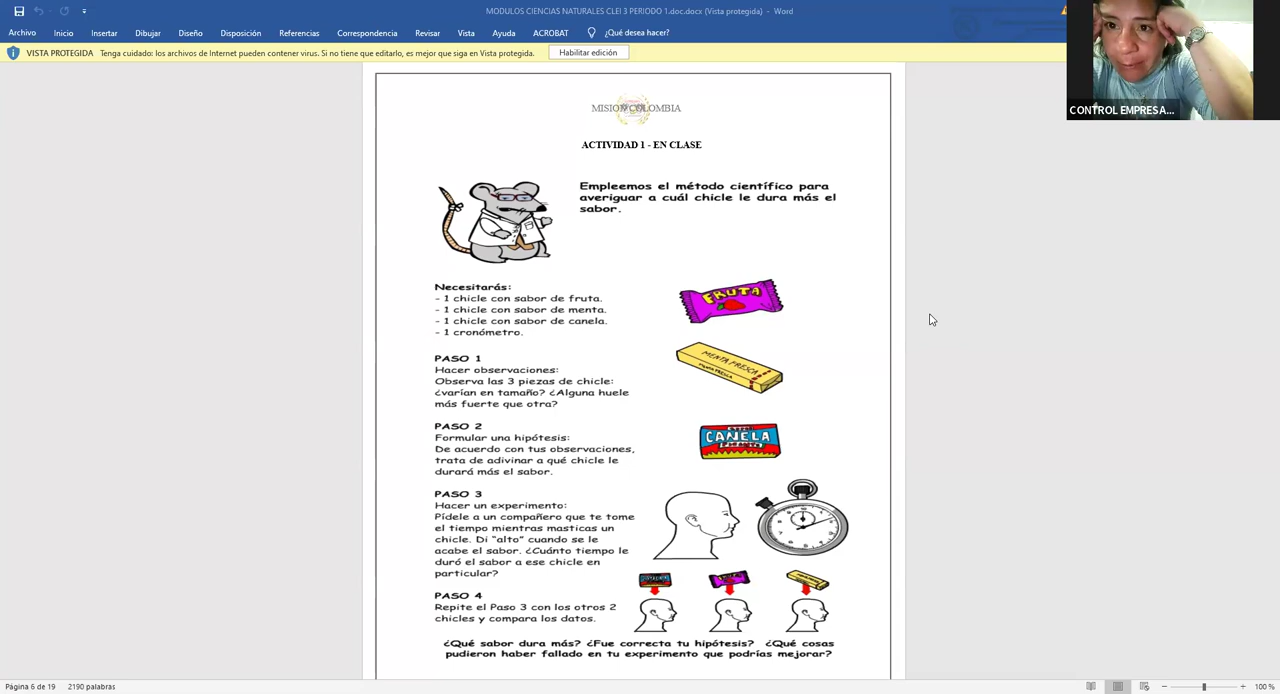 MODULOS CIENCIAS NATURALES CLEI 3 PERIODO 1.doc.docx (Vista protegida) - Word
Archivo Inicio Insertar Dibujar Diseño Disposición Referencias Correspondencia Revisar Vista Ayuda ACROBAT ¿Qué desea hacer?
VISTA PROTEGIDA Tenga cuidado: los archivos de Internet pueden contener virus. Si no tiene que editarlo, es mejor que siga en Vista protegida. Habilitar edición
CONTROL EMPRESA...
MISION COLOMBIA
ACTIVIDAD 1 - EN CLASE
Empleemos el método científico para
averiguar a cuál chicle le dura más el
sabor.
Necesitarás:
- 1 chicle con sabor de fruta.
- 1 chicle con sabor de menta.
- 1 chicle con sabor de canela.
- 1 cronómetro.
FRUTA
PASO 1
Hacer observaciones:
Observa las 3 piezas de chicle:
¿varían en tamaño? ¿Alguna huele
más fuerte que otra?
MENTA FRESCA
PASO 2
Formular una hipótesis:
De acuerdo con tus observaciones,
trata de adivinar a qué chicle le
durará más el sabor.
CANELA
PASO 3
Hacer un experimento:
Pídele a un compañero que te tome
el tiempo mientras masticas un
chicle. Di "alto" cuando se le
acabe el sabor. ¿Cuánto tiempo le
duró el sabor a ese chicle en
particular?
PASO 4
Repite el Paso 3 con los otros 2
chicles y compara los datos.
¿Qué sabor dura más? ¿Fue correcta tu hipótesis? ¿Qué cosas
pudieron haber fallado en tu experimento que podrías mejorar?
Página 6 de 19 2190 palabras 100 %